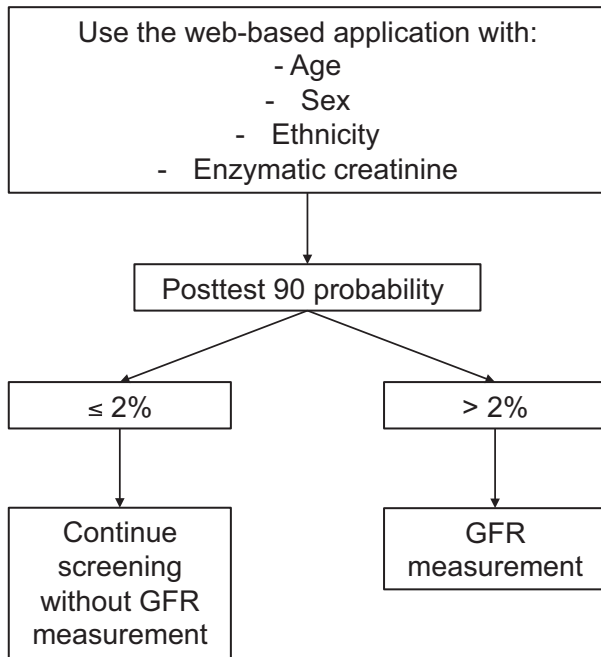 Use the web-based application with:
- Age
- Sex
- Ethnicity
- Enzymatic creatinine
Posttest 90 probability
≤ 2%
> 2%
Continue
screening
without GFR
measurement
GFR
measurement